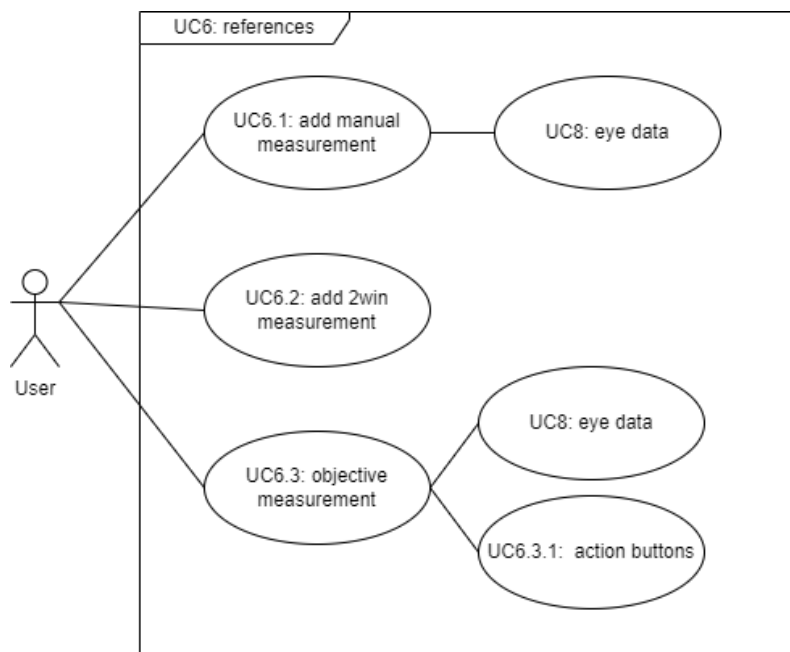 UC6: references
UC6.1: add manual
measurement
UC8: eye data
UC6.2: add 2win
measurement
User
UC8: eye data
UC6.3: objective
measurement
UC6.3.1: action buttons